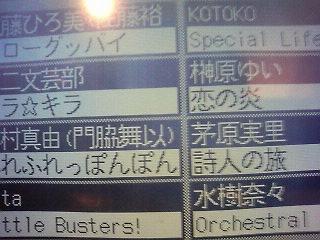 藤ひろ美 藤裕
ローグッバイ
二文芸部
ラ☆キラ
村真由(門脇舞以)
れふれっぽんぽん
ta
ttle Busters!
KOTOKO
Special Life
榊原ゆい
恋の炎
茅原実里
詩人の旅
水樹奈々
Orchestral